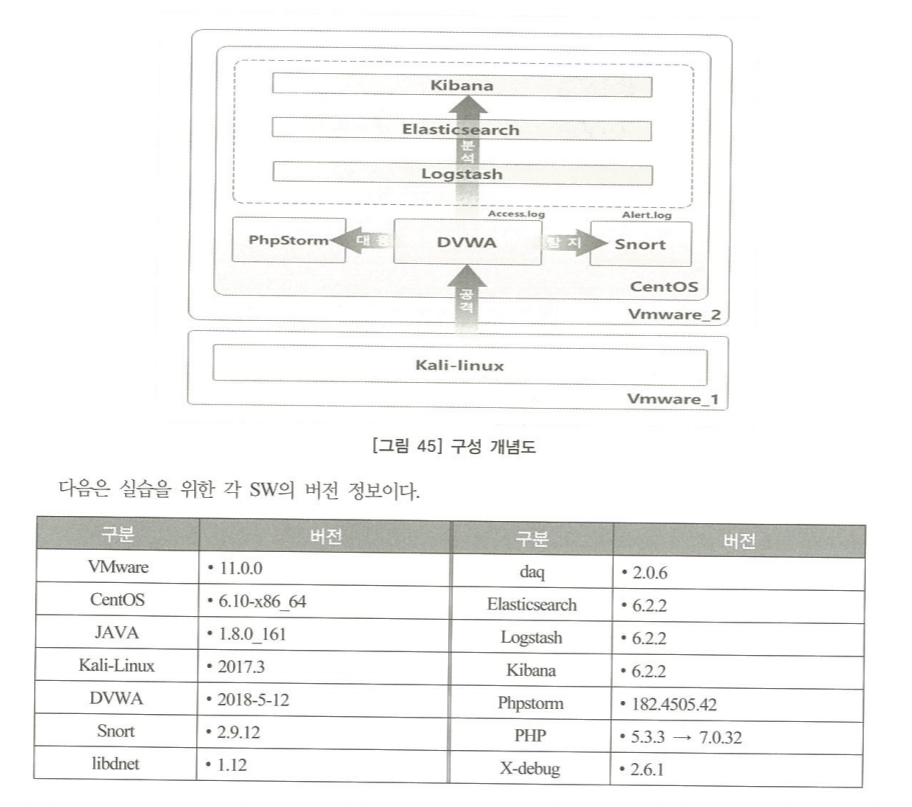 Kibana
Elasticsearch
분석
Logstash
Access.log
Alert.log
PhpStorm
대응
DVWA
탐지
Snort
CentOS
공격
Vmware_2
Kali-linux
Vmware_1
[그림 45] 구성 개념도
다음은 실습을 위한 각 SW의 버전 정보이다.
구분 버전 구분 버전
VMware • 11.0.0 daq • 2.0.6
CentOS • 6.10-x86_64 Elasticsearch • 6.2.2
JAVA • 1.8.0_161 Logstash • 6.2.2
Kali-Linux • 2017.3 Kibana • 6.2.2
DVWA • 2018-5-12 Phpstorm • 182.4505.42
Snort • 2.9.12 PHP • 5.3.3 → 7.0.32
libdnet • 1.12 X-debug • 2.6.1